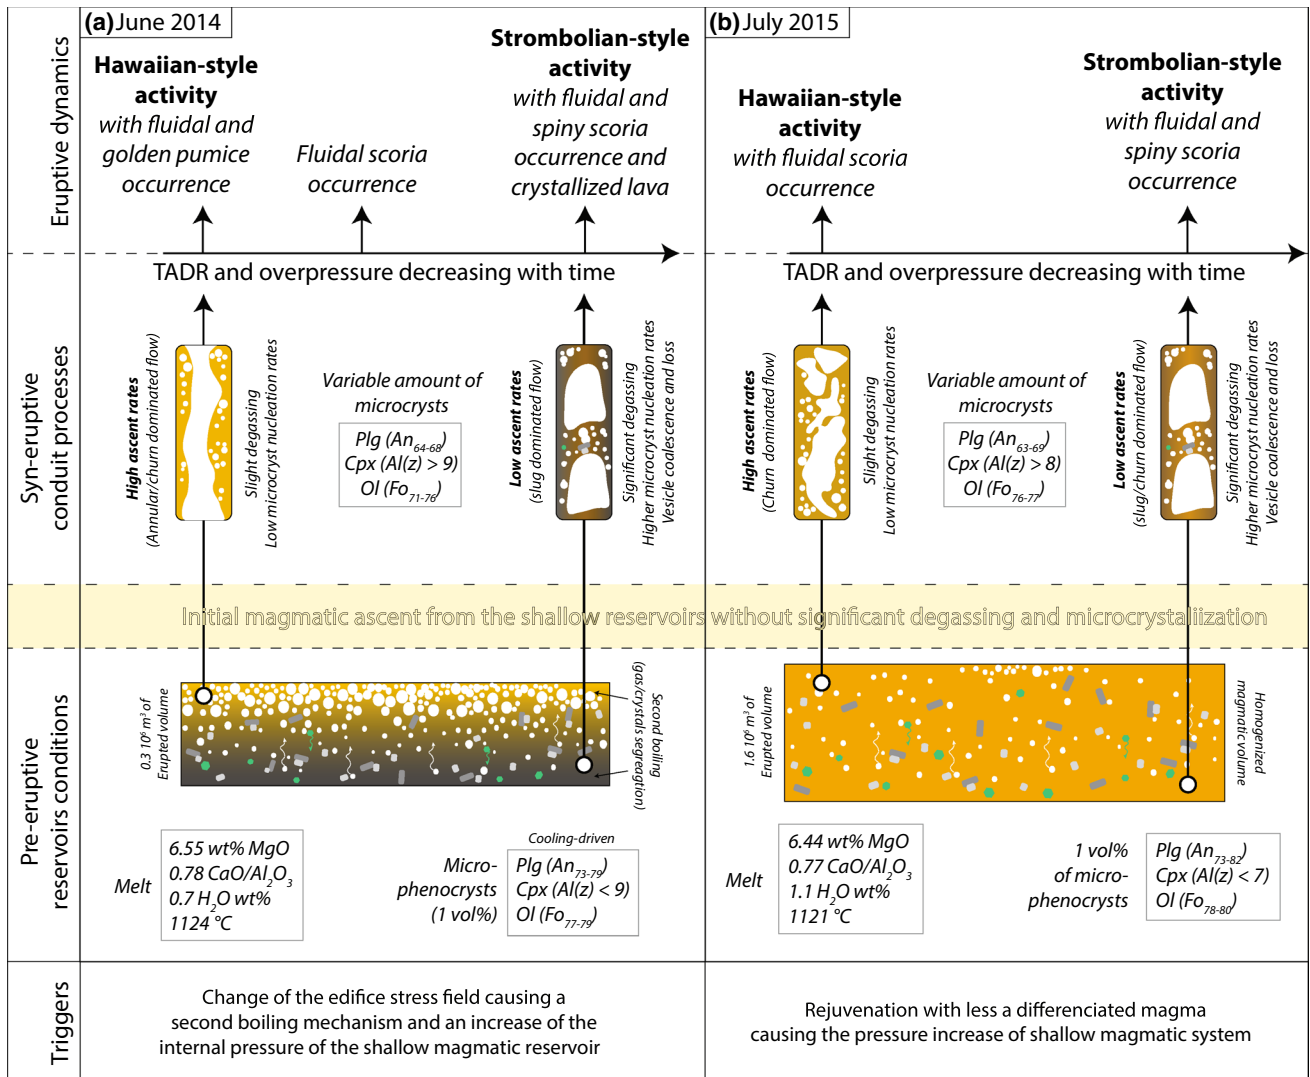 Eruptive dynamics
(a) June 2014
Hawaiian-style
activity
with fluidal and
golden pumice
occurrence
Fluidal scoria
occurrence
Strombolian-style
activity
with fluidal and
spiny scoria
occurrence and
crystallized lava
(b) July 2015
Hawaiian-style
activity
with fluidal scoria
occurrence
Strombolian-style
activity
with fluidal and
spiny scoria
occurrence
TADR and overpressure decreasing with time
TADR and overpressure decreasing with time
Syn-eruptive
conduit processes
High ascent rates
(Annular/churn dominated flow)
Slight degassing
Low microcryst nucleation rates
Variable amount of
microcrysts
Plg (An64-68)
Cpx (Al(z) > 9)
Ol (Fo71-76)
Low ascent rates
(slug dominated flow)
Significant degassing
Higher microcryst nucleation rates
Vesicle coalescence and loss
High ascent rates
(Churn dominated flow)
Slight degassing
Low microcryst nucleation rates
Variable amount of
microcrysts
Plg (An63-69)
Cpx (Al(z) > 8)
Ol (Fo76-77)
Low ascent rates
(slug/churn dominated flow)
Significant degassing
Higher microcryst nucleation rates
Vesicle coalescence and loss
Initial magmatic ascent from the shallow reservoirs without significant degassing and microcrystaliization
Pre-eruptive
reservoirs conditions
0.3 10⁶ m³ of
Erupted volume
Second boiling
(gas/crystals segreagtion)
1.6 10⁶ m³ of
Erupted volume
Homogenized
magmatic volume
Melt
6.55 wt% MgO
0.78 CaO/Al₂O₃
0.7 H₂O wt%
1124 °C
Micro-
phenocrysts
(1 vol%)
Cooling-driven
Plg (An73-79)
Cpx (Al(z) < 9)
Ol (Fo77-79)
Melt
6.44 wt% MgO
0.77 CaO/Al₂O₃
1.1 H₂O wt%
1121 °C
1 vol%
of micro-
phenocrysts
Plg (An73-82)
Cpx (Al(z) < 7)
Ol (Fo78-80)
Triggers
Change of the edifice stress field causing a
second boiling mechanism and an increase of the
internal pressure of the shallow magmatic reservoir
Rejuvenation with less a differenciated magma
causing the pressure increase of shallow magmatic system